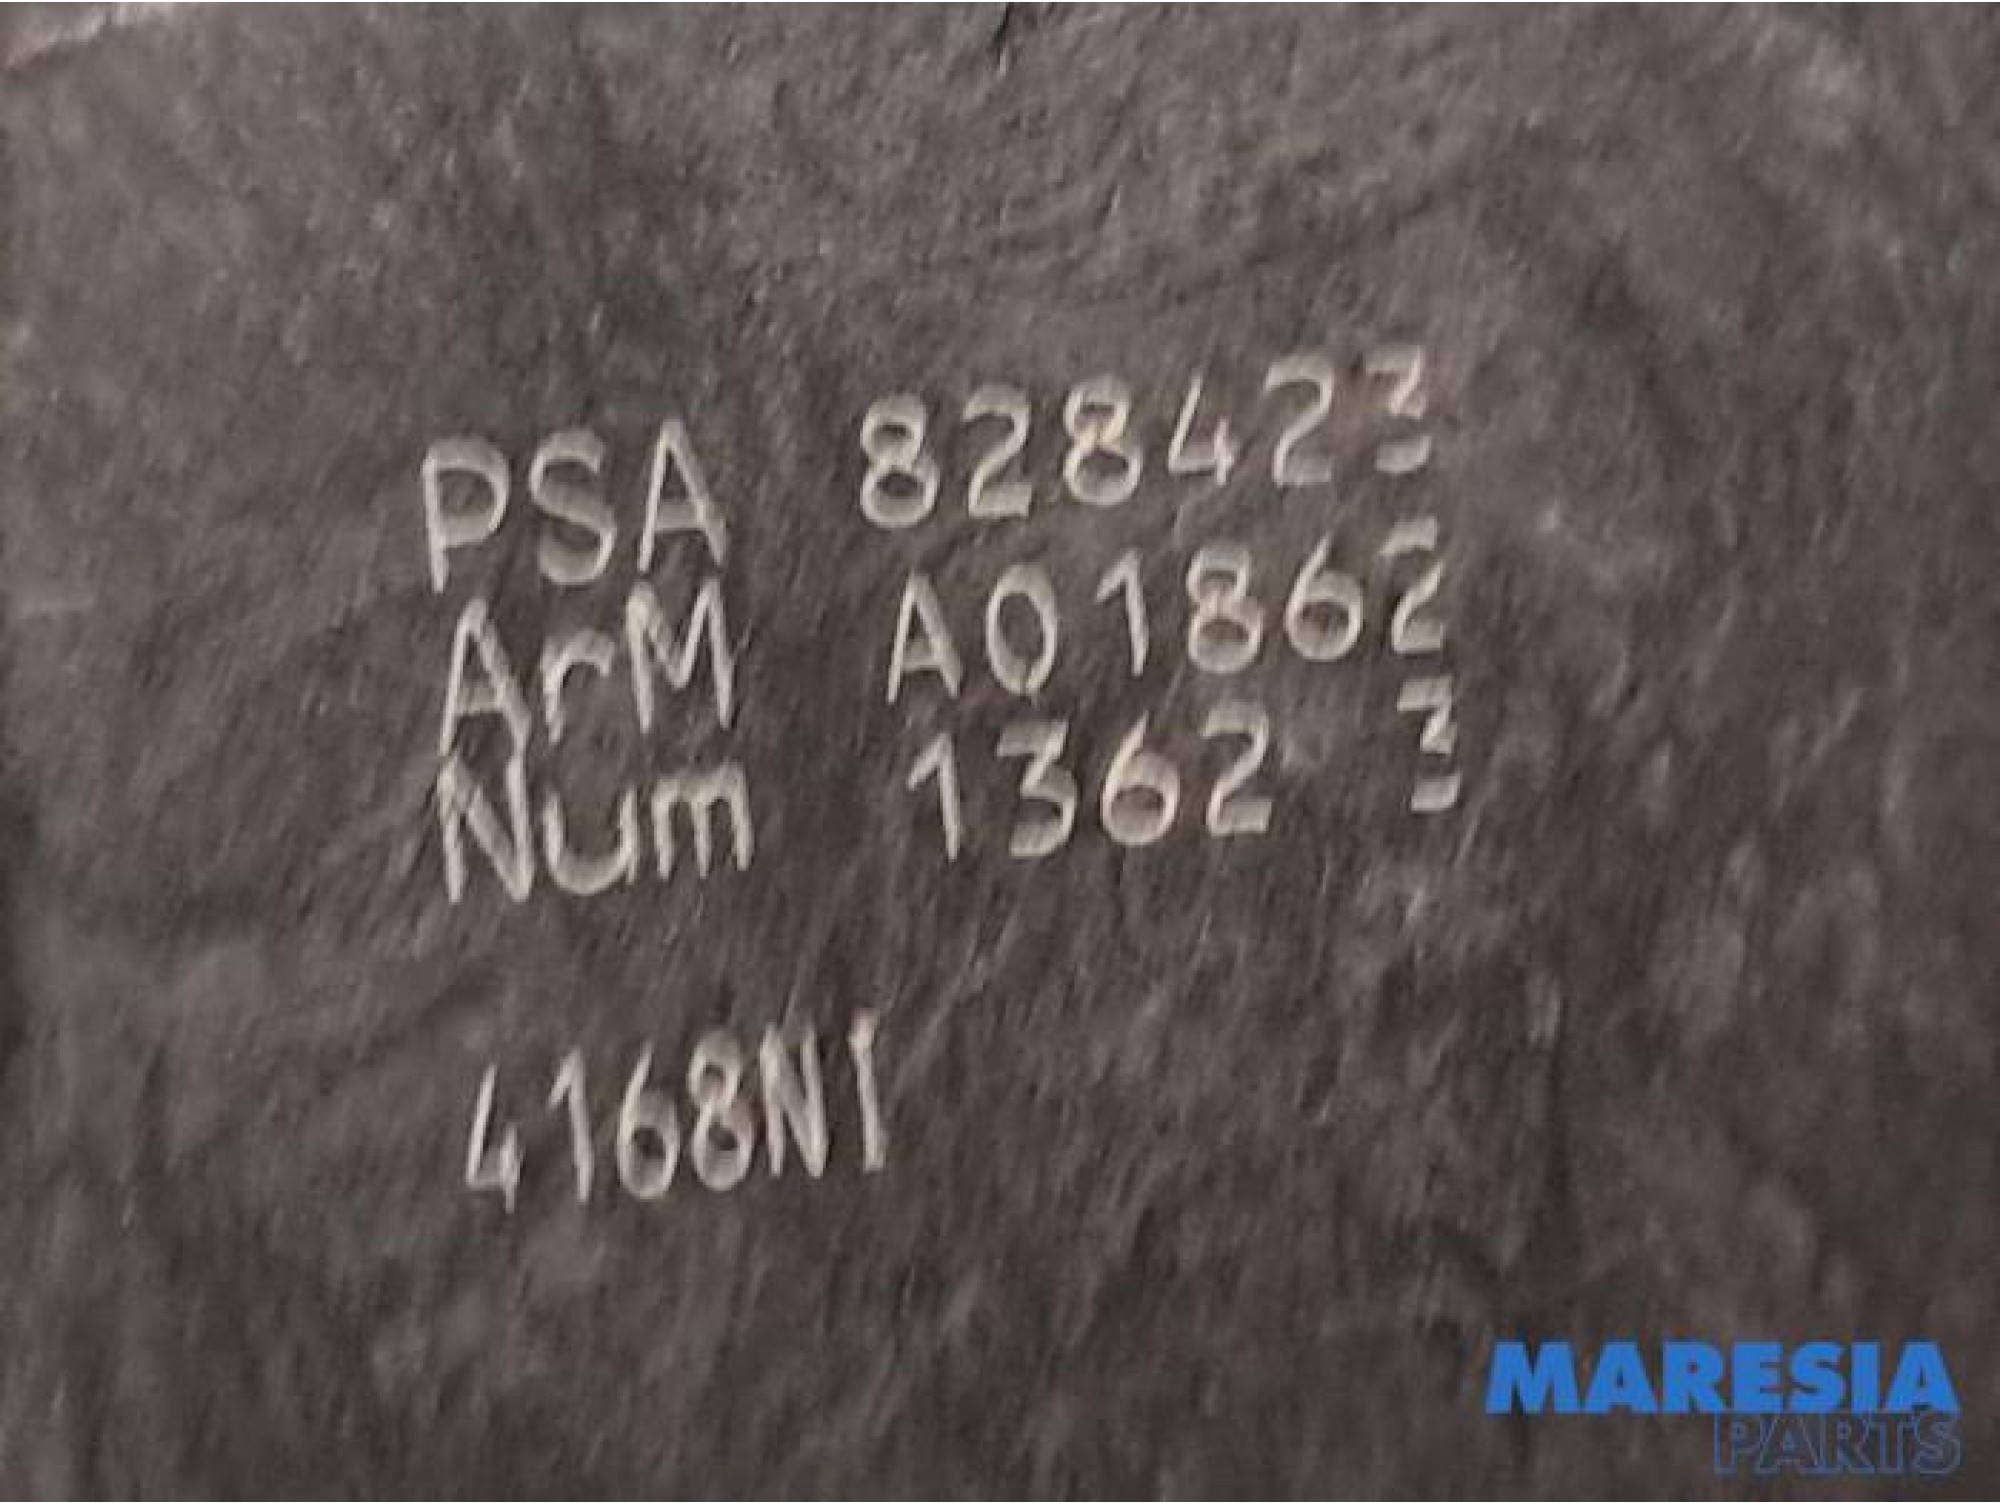 PSA 828423
ArM A01862
Num 1362 3
4168N1
MARESIA
PARTS